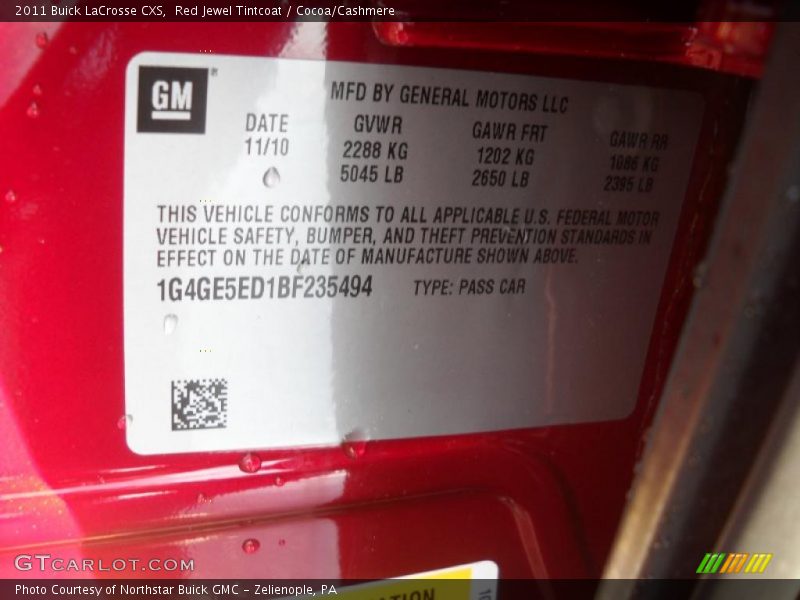 2011 Buick LaCrosse CXS,  Red Jewel Tintcoat / Cocoa/Cashmere
GM
MFD BY GENERAL MOTORS LLC
DATE GVWR GAWR FRT GAWR RR
11/10 2288 KG 1202 KG 1086 KG
5045 LB 2650 LB 2395 LB
THIS VEHICLE CONFORMS TO ALL APPLICABLE U.S. FEDERAL MOTOR
VEHICLE SAFETY, BUMPER, AND THEFT PREVENTION STANDARDS IN
EFFECT ON THE DATE OF MANUFACTURE SHOWN ABOVE.
1G4GE5ED1BF235494 TYPE: PASS CAR
GTCARLOT.COM
Photo Courtesy of Northstar Buick GMC - Zelienople, PA